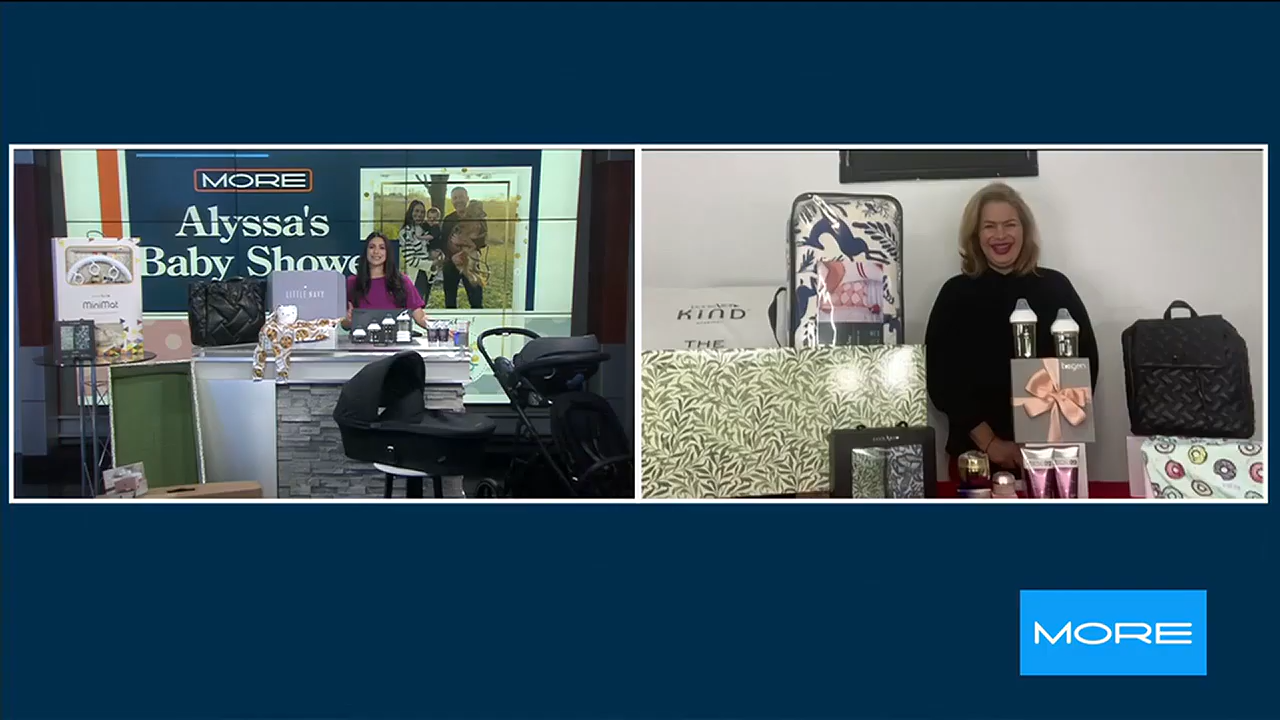 MORE
Alyssa's
Baby Showe
MiniMat
LITTLE NAVY
KIND
THE
MORE